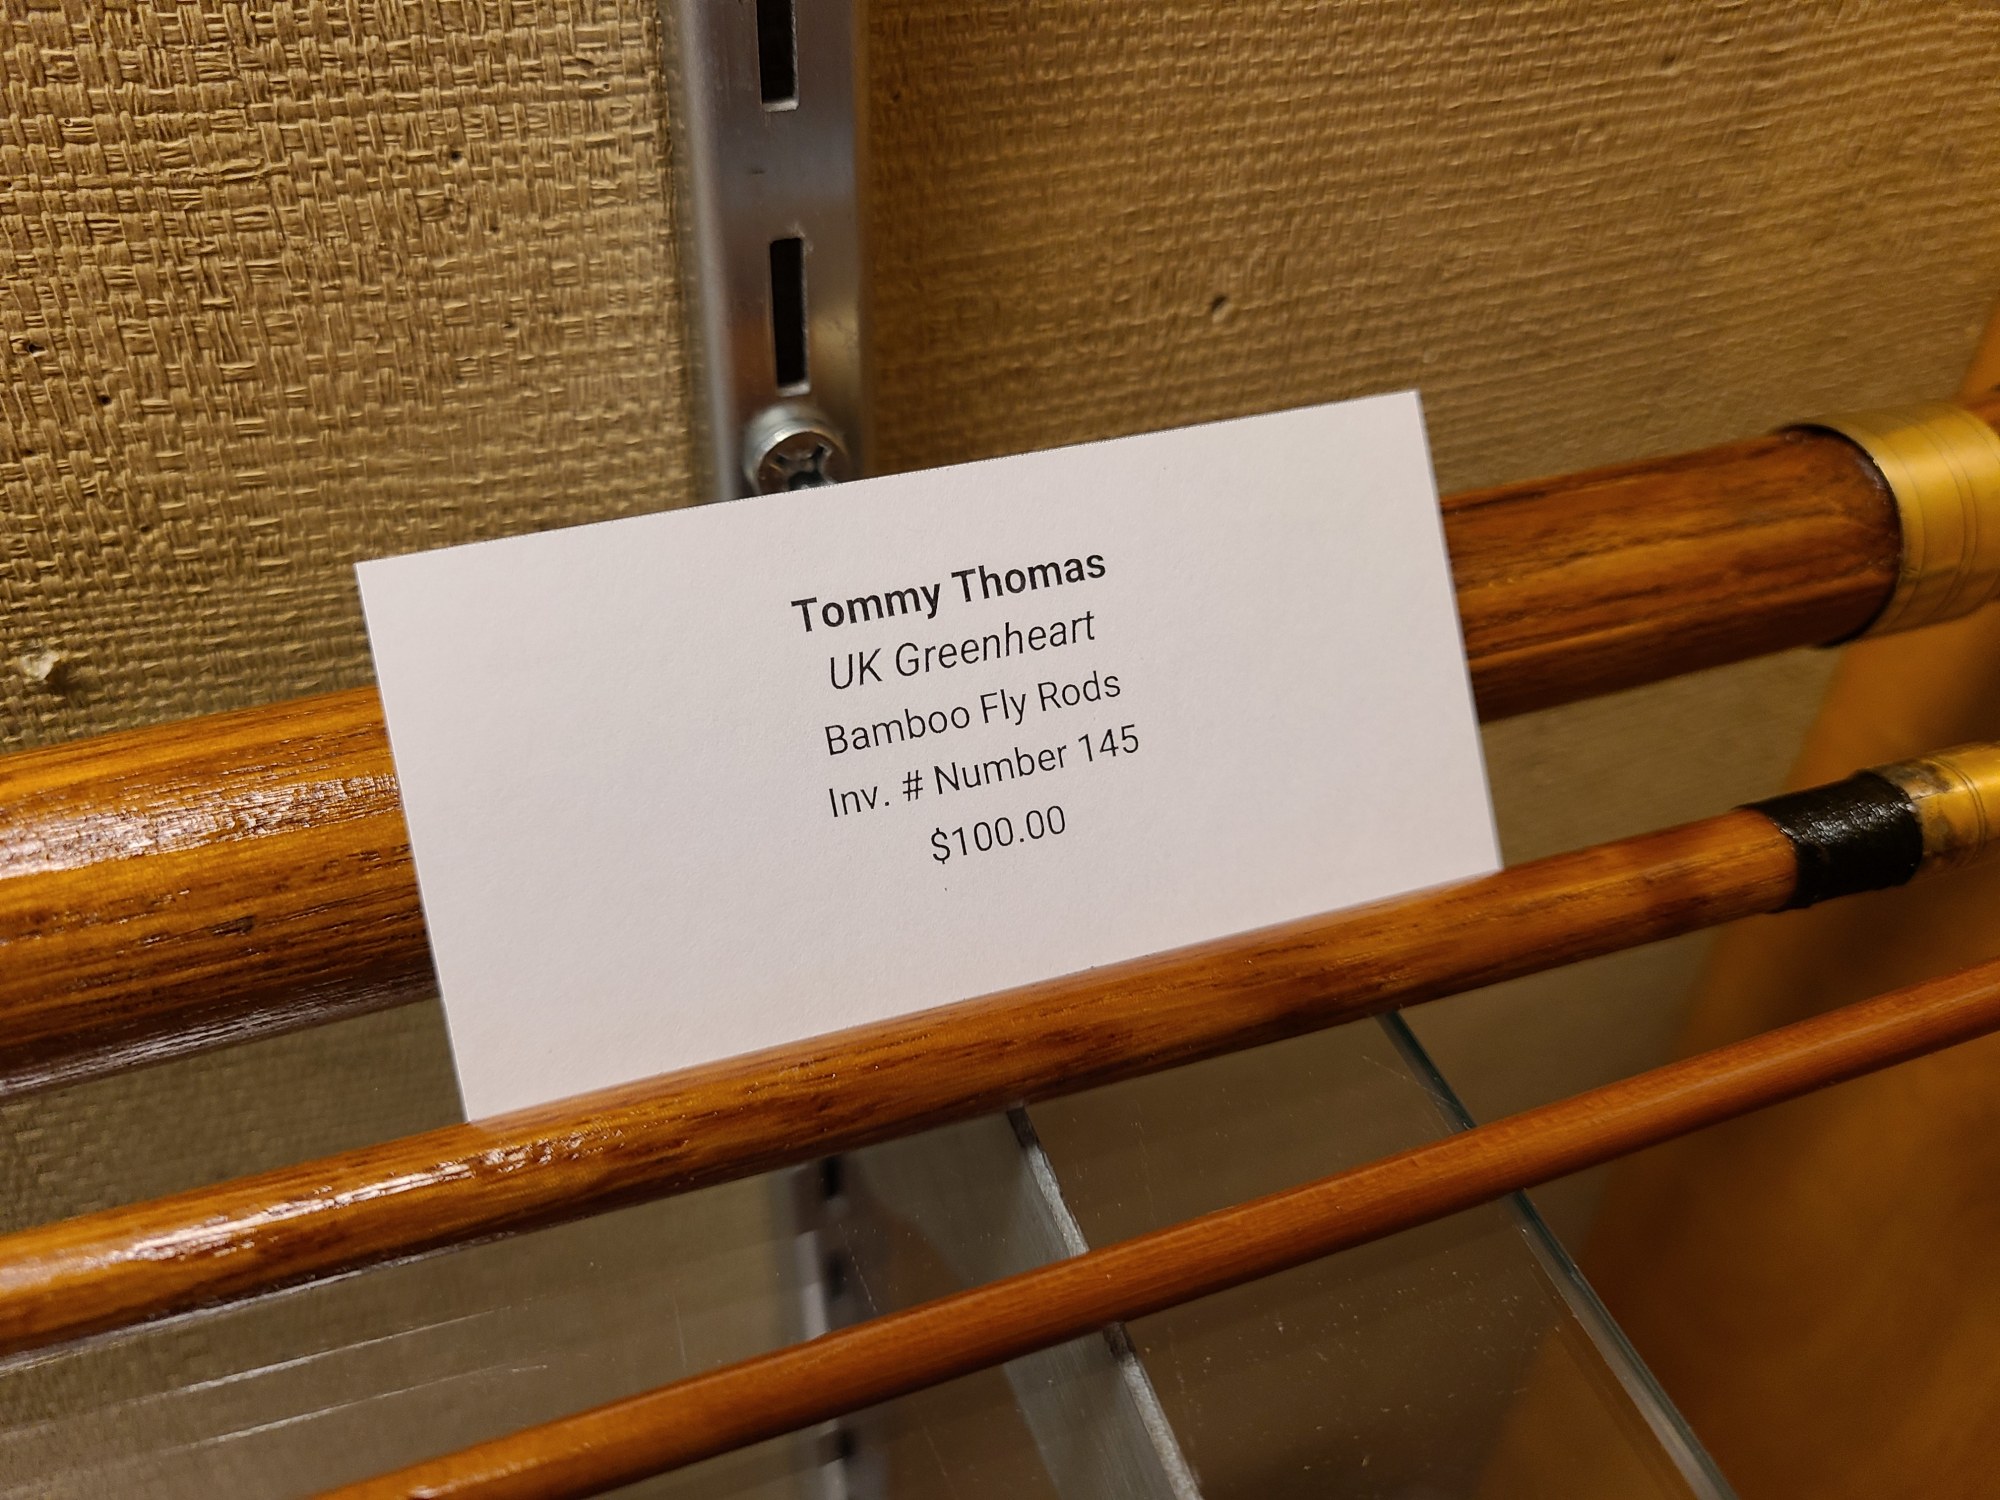 Tommy Thomas
UK Greenheart
Bamboo Fly Rods
Inv. # Number 145
$100.00